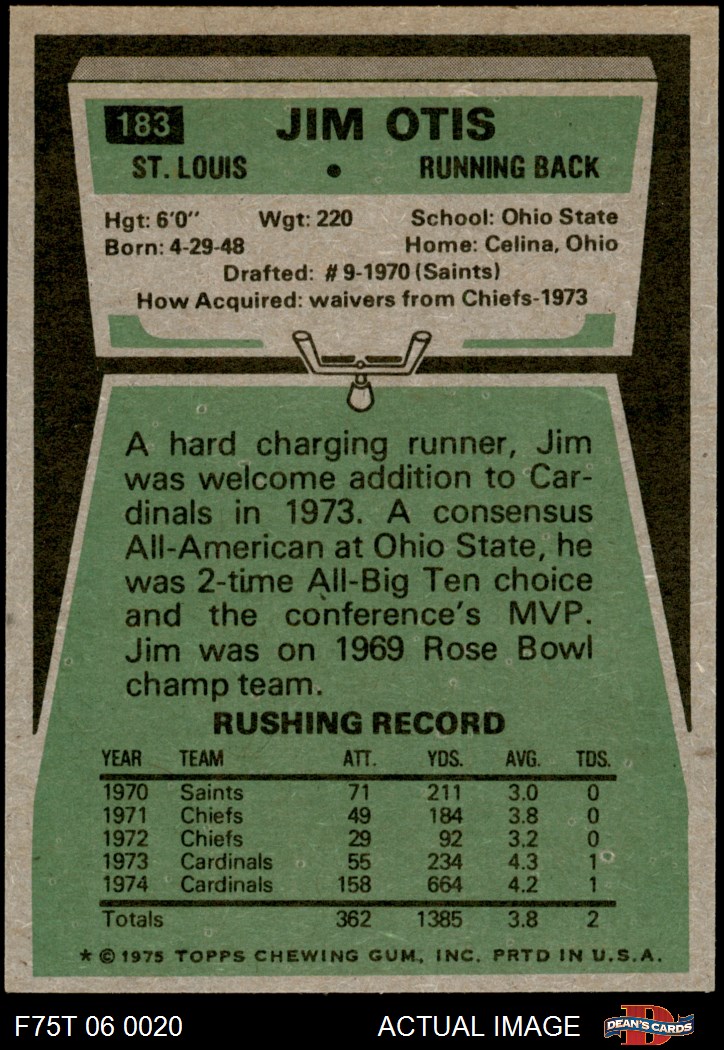 183 JIM OTIS
ST. LOUIS • RUNNING BACK
Hgt: 6'0" Wgt: 220 School: Ohio State
Born: 4-29-48 Home: Celina, Ohio
Drafted: #9-1970 (Saints)
How Acquired: waivers from Chiefs-1973
A hard charging runner, Jim
was welcome addition to Car-
dinals in 1973. A consensus
All-American at Ohio State, he
was 2-time All-Big Ten choice
and the conference's MVP.
Jim was on 1969 Rose Bowl
champ team.
RUSHING RECORD
YEAR TEAM ATT. YDS. AVG. TDS.
1970 Saints 71 211 3.0 0
1971 Chiefs 49 184 3.8 0
1972 Chiefs 29 92 3.2 0
1973 Cardinals 55 234 4.3 1
1974 Cardinals 158 664 4.2 1
Totals 362 1385 3.8 2
* © 1975 TOPPS CHEWING GUM, INC. PRTD IN U.S.A.
F75T 06 0020 ACTUAL IMAGE D DEAN'S CARDS